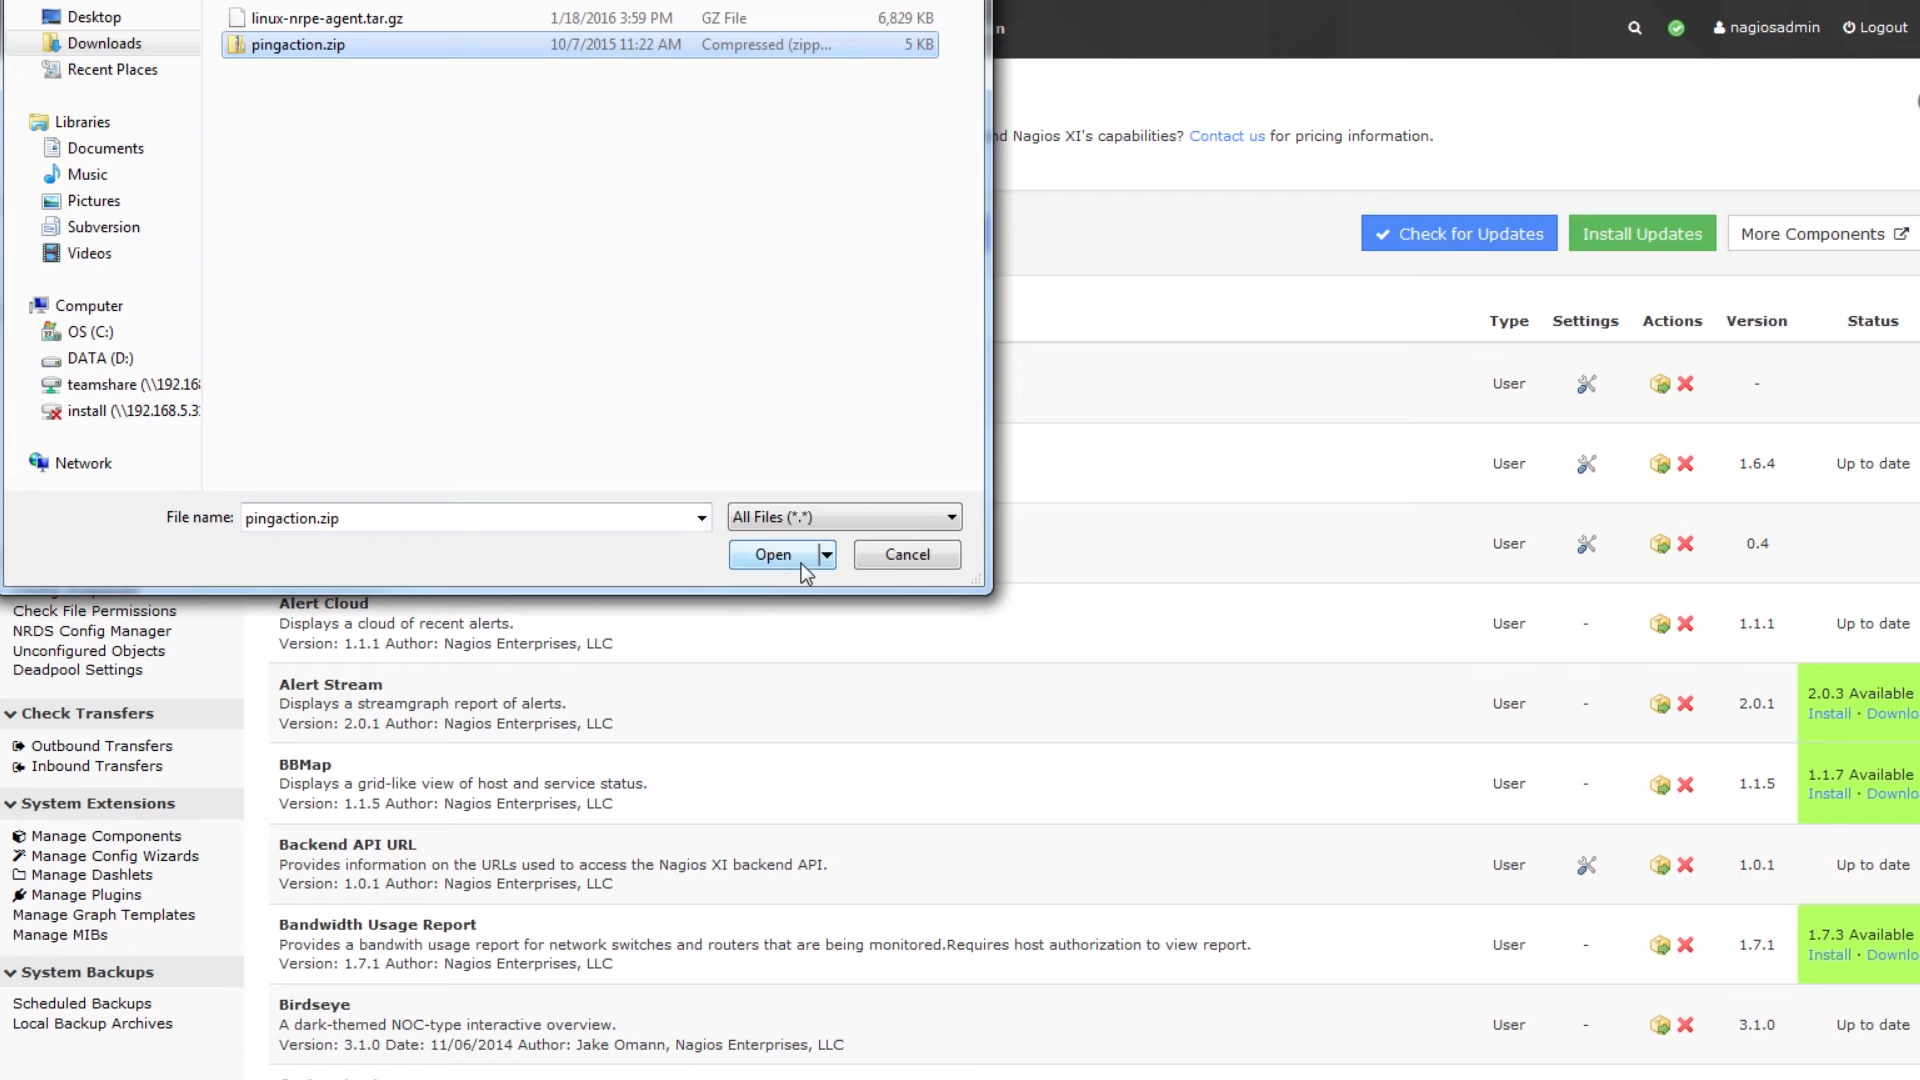 Desktop
Downloads
Recent Places
Libraries
Documents
Music
Pictures
Subversion
Videos
Computer
OS (C:)
DATA (D:)
teamshare (\\192.168
install (\\192.168.5.3
Network
linux-nrpe-agent.tar.gz 1/18/2016 3:59 PM GZ File 6,829 KB
pingaction.zip 10/7/2015 11:22 AM Compressed (zipp... 5 KB
File name: pingaction.zip All Files (*.*)
Open Cancel
n nagiosadmin Logout
nd Nagios XI's capabilities? Contact us for pricing information.
Check for Updates Install Updates More Components
Type Settings Actions Version Status
User -
User 1.6.4 Up to date
User 0.4
Check File Permissions
NRDS Config Manager
Unconfigured Objects
Deadpool Settings
Check Transfers
Outbound Transfers
Inbound Transfers
System Extensions
Manage Components
Manage Config Wizards
Manage Dashlets
Manage Plugins
Manage Graph Templates
Manage MIBs
System Backups
Scheduled Backups
Local Backup Archives
Alert Cloud
Displays a cloud of recent alerts.
Version: 1.1.1 Author: Nagios Enterprises, LLC
User - 1.1.1 Up to date
Alert Stream
Displays a streamgraph report of alerts.
Version: 2.0.1 Author: Nagios Enterprises, LLC
User - 2.0.1 2.0.3 Available
Install · Downlo
BBMap
Displays a grid-like view of host and service status.
Version: 1.1.5 Author: Nagios Enterprises, LLC
User - 1.1.5 1.1.7 Available
Install · Downlo
Backend API URL
Provides information on the URLs used to access the Nagios XI backend API.
Version: 1.0.1 Author: Nagios Enterprises, LLC
User 1.0.1 Up to date
Bandwidth Usage Report
Provides a bandwith usage report for network switches and routers that are being monitored.Requires host authorization to view report.
Version: 1.7.1 Author: Nagios Enterprises, LLC
User - 1.7.1 1.7.3 Available
Install · Downlo
Birdseye
A dark-themed NOC-type interactive overview.
Version: 3.1.0 Date: 11/06/2014 Author: Jake Omann, Nagios Enterprises, LLC
User - 3.1.0 Up to date